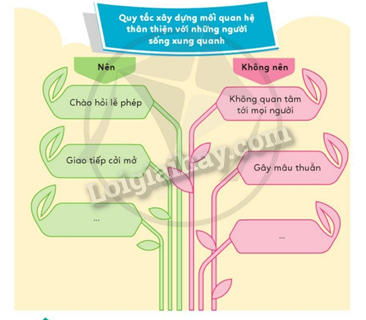 Quy tắc xây dựng mối quan hệ
thân thiện với những người
sống xung quanh
Nên
Không nên
Chào hỏi lễ phép
Không quan tâm
tới mọi người
Giao tiếp cởi mở
Gây mâu thuẫn
...
...
Loigiaihay.com